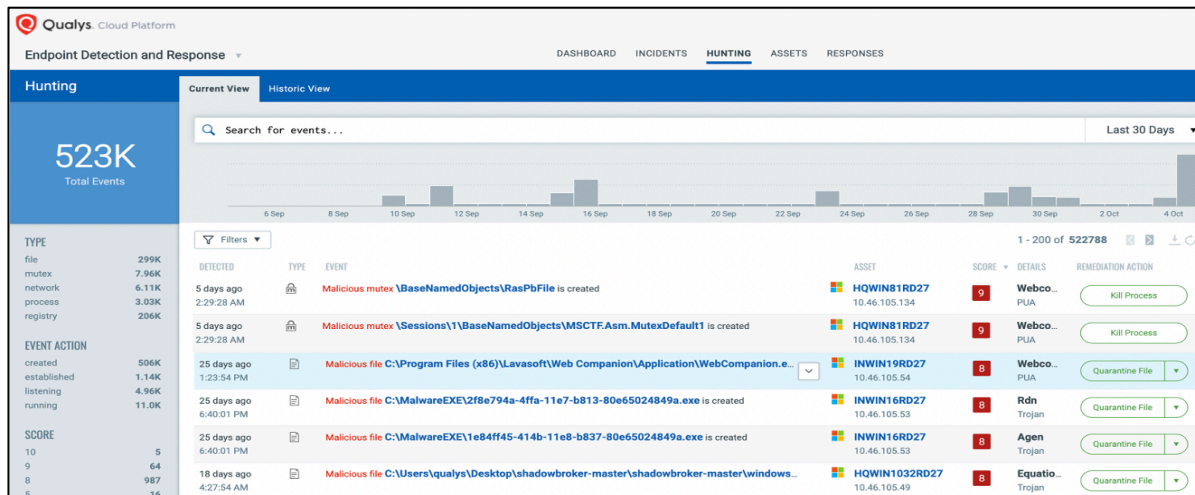 Qualys. Cloud Platform
Endpoint Detection and Response
DASHBOARD INCIDENTS HUNTING ASSETS RESPONSES
Hunting
Current View Historic View
523K
Total Events
Search for events...
Last 30 Days
6 Sep 8 Sep 10 Sep 12 Sep 14 Sep 16 Sep 18 Sep 20 Sep 22 Sep 24 Sep 26 Sep 28 Sep 30 Sep 2 Oct 4 Oct
TYPE
file 299K
mutex 7.96K
network 6.11K
process 3.03K
registry 206K
EVENT ACTION
created 506K
established 1.14K
listening 4.96K
running 11.0K
SCORE
10 5
9 64
8 987
5 16
Filters
1 - 200 of 522788
DETECTED TYPE EVENT ASSET SCORE DETAILS REMEDIATION ACTION
5 days ago Malicious mutex \BaseNamedObjects\RasPbFile is created HQWIN81RD27 9 Webco... Kill Process
2:29:28 AM 10.46.105.134 PUA
5 days ago Malicious mutex \Sessions\1\BaseNamedObjects\MSCTF.Asm.MutexDefault1 is created HQWIN81RD27 9 Webco... Kill Process
2:29:28 AM 10.46.105.134 PUA
25 days ago Malicious file C:\Program Files (x86)\Lavasoft\Web Companion\Application\WebCompanion.e... INWIN19RD27 8 Webco... Quarantine File
1:23:54 PM 10.46.105.54 PUA
25 days ago Malicious file C:\MalwareEXE\2f8e794a-4ffa-11e7-b813-80e65024849a.exe is created INWIN16RD27 8 Rdn Quarantine File
6:40:01 PM 10.46.105.53 Trojan
25 days ago Malicious file C:\MalwareEXE\1e84ff45-414b-11e8-b837-80e65024849a.exe is created INWIN16RD27 8 Agen Quarantine File
6:40:01 PM 10.46.105.53 Trojan
18 days ago Malicious file C:\Users\qualys\Desktop\shadowbroker-master\shadowbroker-master\windows... HQWIN1032RD27 8 Equatio... Quarantine File
4:27:54 AM 10.46.105.49 Trojan